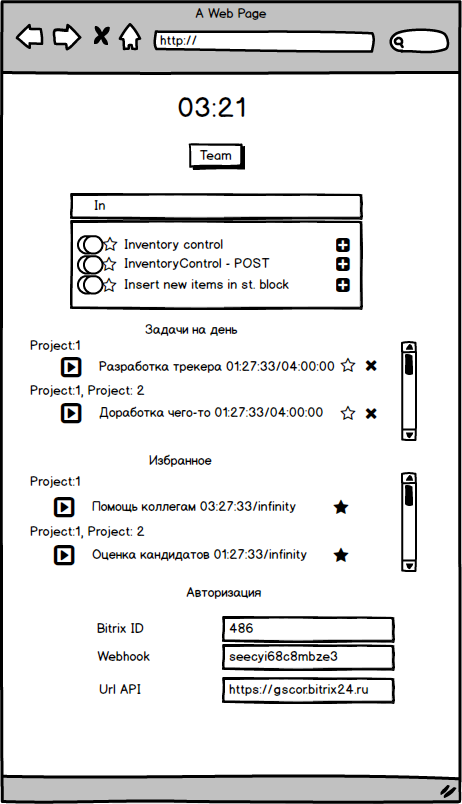 A Web Page
http://
03:21
Team
In
Inventory control
InventoryControl - POST
Insert new items in st. block
Задачи на день
Project:1
Разработка трекера 01:27:33/04:00:00
Project:1, Project: 2
Доработка чего-то 01:27:33/04:00:00
Избранное
Project:1
Помощь коллегам 03:27:33/infinity
Project:1, Project: 2
Оценка кандидатов 01:27:33/infinity
Авторизация
Bitrix ID 486
Webhook seecyi68c8mbze3
Url API https://gscor.bitrix24.ru